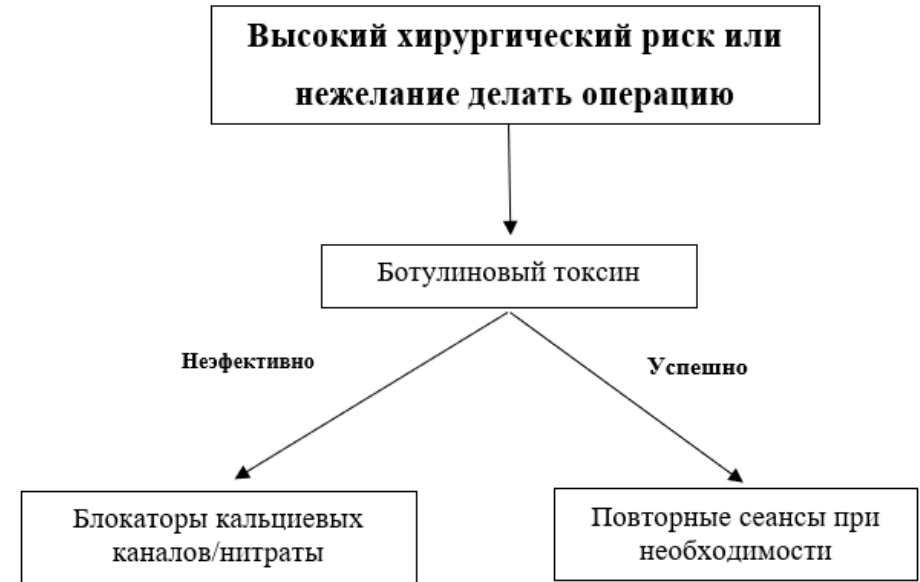 Высокий хирургический риск или
нежелание делать операцию
Ботулиновый токсин
Неэфективно
Успешно
Блокаторы кальциевых
каналов/нитраты
Повторные сеансы при
необходимости